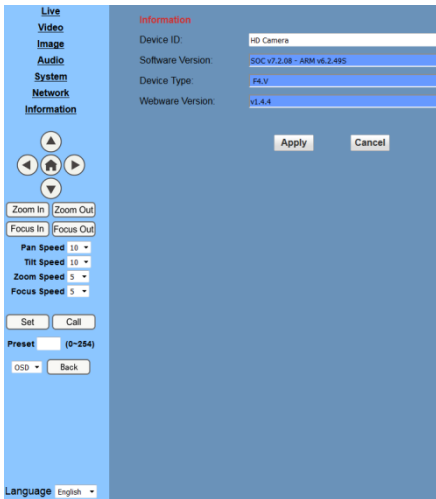 Live
Video
Image
Audio
System
Network
Information
Zoom In Zoom Out
Focus In Focus Out
Pan Speed 10
Tilt Speed 10
Zoom Speed 5
Focus Speed 5
Set Call
Preset (0~254)
OSD Back
Language English
Information
Device ID: HD Camera
Software Version: SOC v7.2.08 - ARM v6.2.49S
Device Type: F4.V
Webware Version: v1.4.4
Apply Cancel